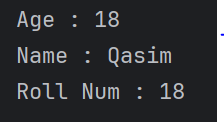 Age : 18
Name : Qasim
Roll Num : 18